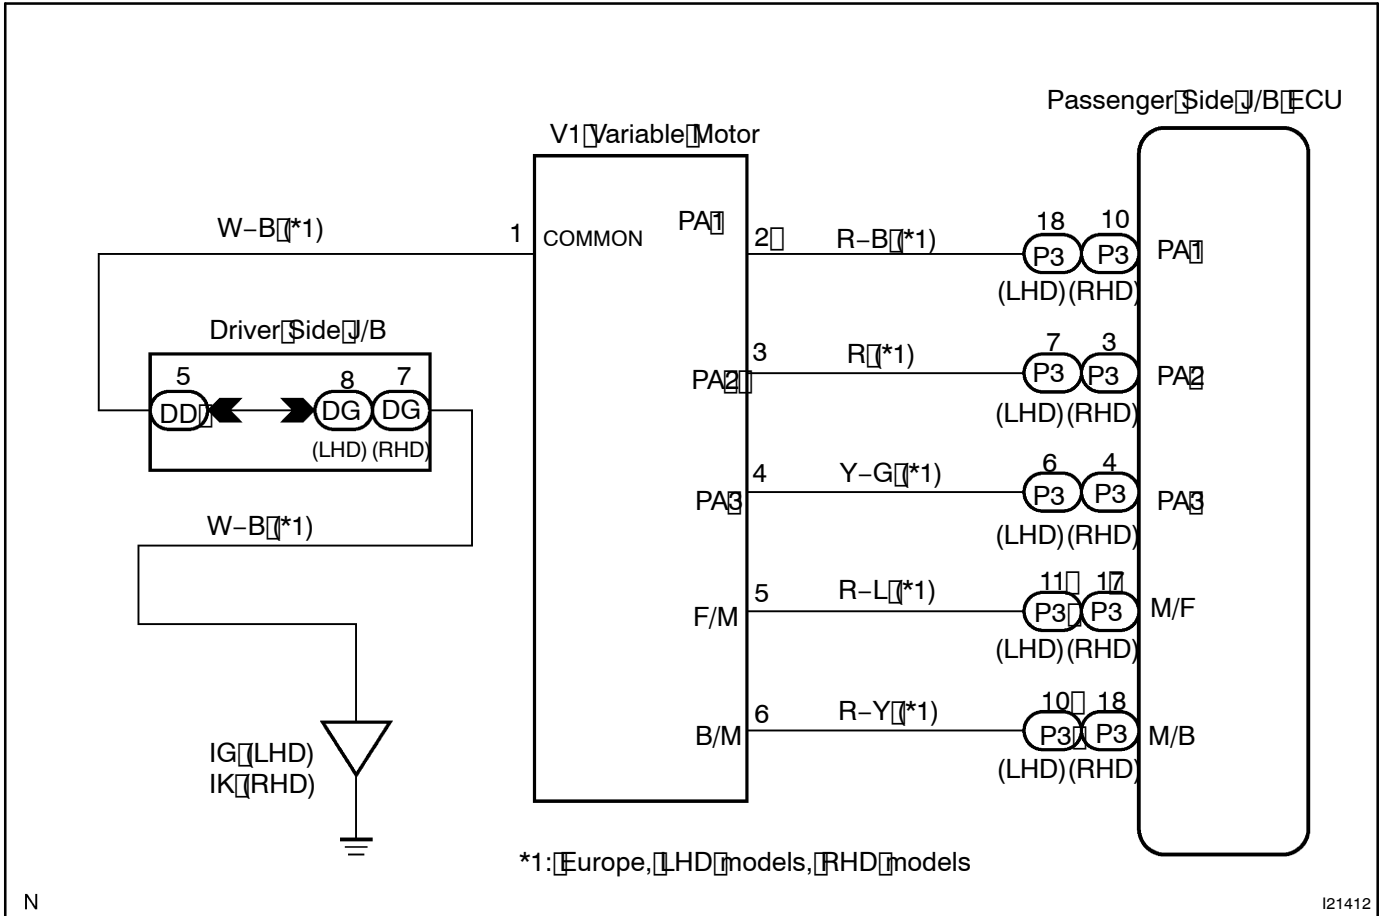 Passenger Side J/B ECU
V1 Variable Motor
W−B (*1)
1
COMMON
PA1
2
R−B (*1)
18
10
P3
P3
PA1
(LHD)
(RHD)
Driver Side J/B
5
8
7
DD
DG
DG
(LHD)
(RHD)
PA2
3
R (*1)
7
3
P3
P3
PA2
(LHD)
(RHD)
PA3
4
Y−G (*1)
6
4
P3
P3
PA3
(LHD)
(RHD)
W−B (*1)
F/M
5
R−L (*1)
11
17
P3
P3
M/F
(LHD)
(RHD)
B/M
6
R−Y (*1)
10
18
P3
P3
M/B
(LHD)
(RHD)
IG (LHD)
IK (RHD)
*1: Europe, LHD models, RHD models
N
I21412